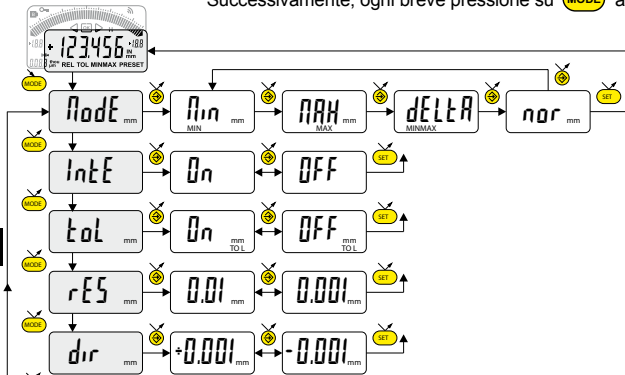 Successivamente, ogni breve pressione su MODE a
+ 123.456 IN mm
REL TOL MINMAX PRESET
MODE
ModE mm Min MIN mm MAX MAX mm dELtA MINMAX nor mm SET
MODE
IntE On OFF SET
MODE
toL mm On mm TOL OFF mm TOL SET
MODE
rES mm 0.01 mm 0.001 mm SET
MODE
dir mm ÷0.001 mm -0.001 mm SET